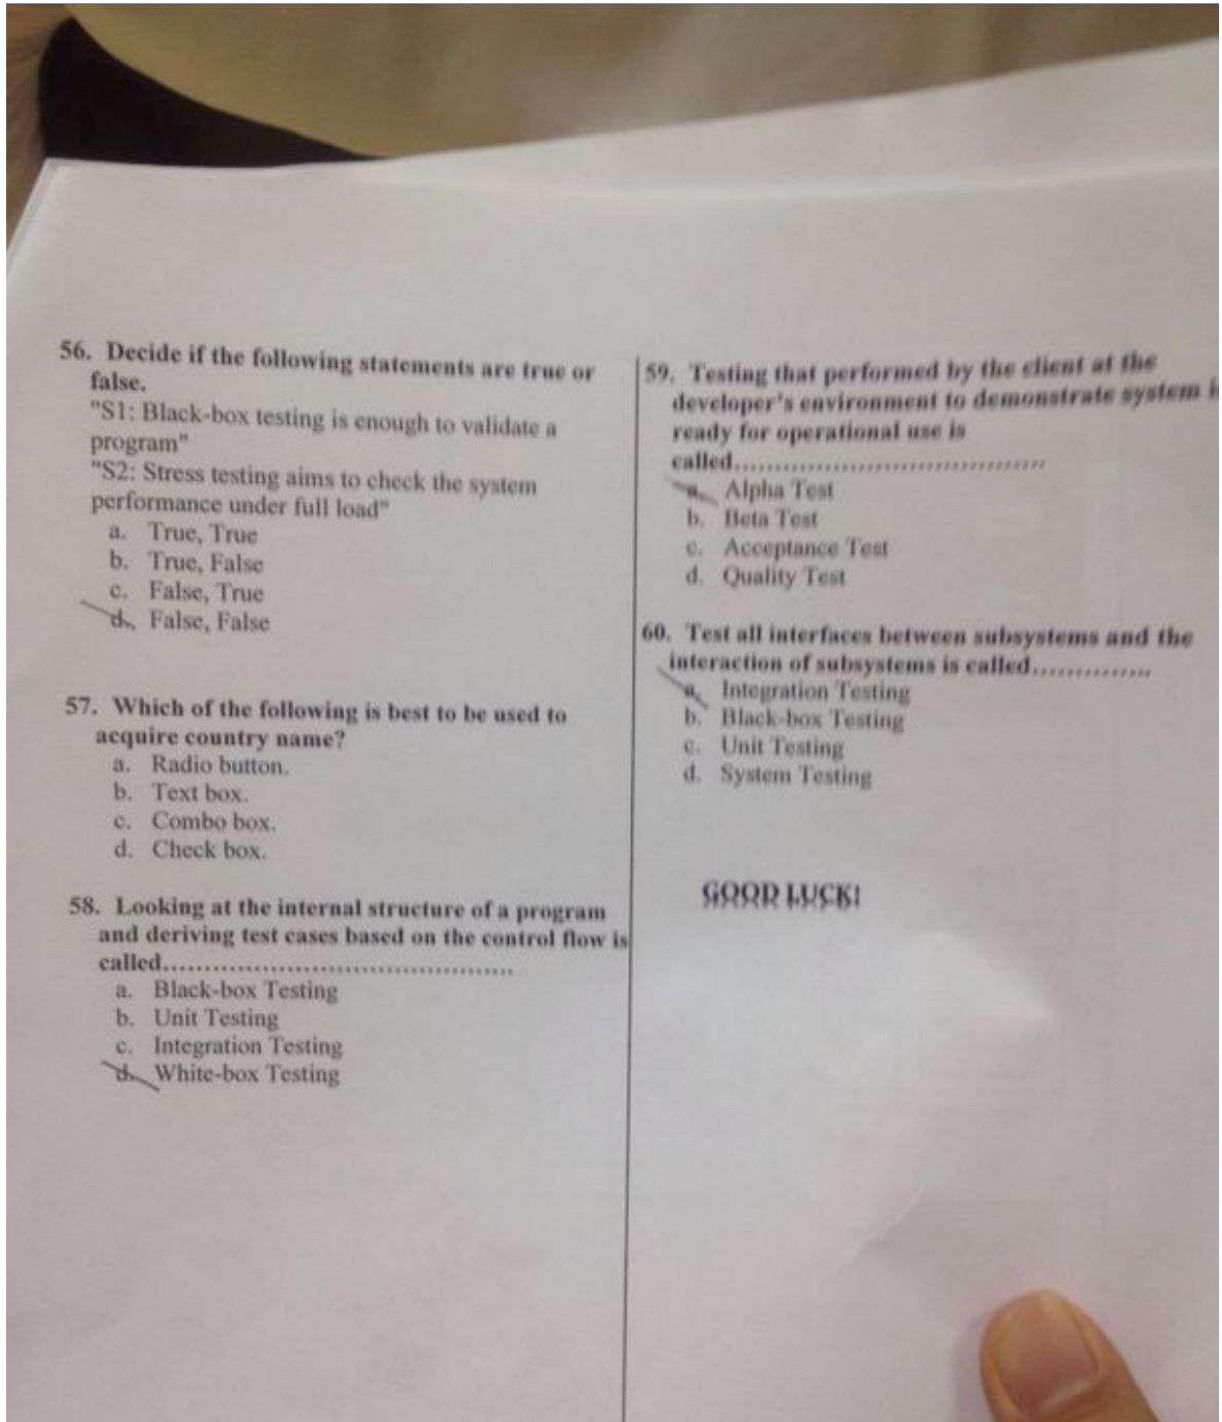 56. Decide if the following statements are true or
false.
"S1: Black-box testing is enough to validate a
program"
"S2: Stress testing aims to check the system
performance under full load"
a. True, True
b. True, False
c. False, True
d. False, False
57. Which of the following is best to be used to
acquire country name?
a. Radio button.
b. Text box.
c. Combo box.
d. Check box.
58. Looking at the internal structure of a program
and deriving test cases based on the control flow is
called..........................................
a. Black-box Testing
b. Unit Testing
c. Integration Testing
d. White-box Testing
59. Testing that performed by the client at the
developer's environment to demonstrate system
ready for operational use is
called......................................
a. Alpha Test
b. Beta Test
c. Acceptance Test
d. Quality Test
60. Test all interfaces between subsystems and the
interaction of subsystems is called...............
a. Integration Testing
b. Black-box Testing
c. Unit Testing
d. System Testing
GOOD LUCK!